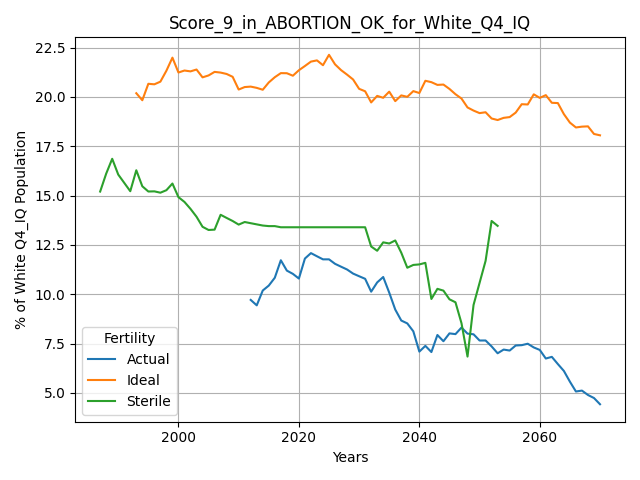 Score_9_in_ABORTION_OK_for_White_Q4_IQ
% of White Q4_IQ Population
22.5
20.0
17.5
15.0
12.5
10.0
7.5
5.0
Fertility
Actual
Ideal
Sterile
2000
2020
2040
2060
Years